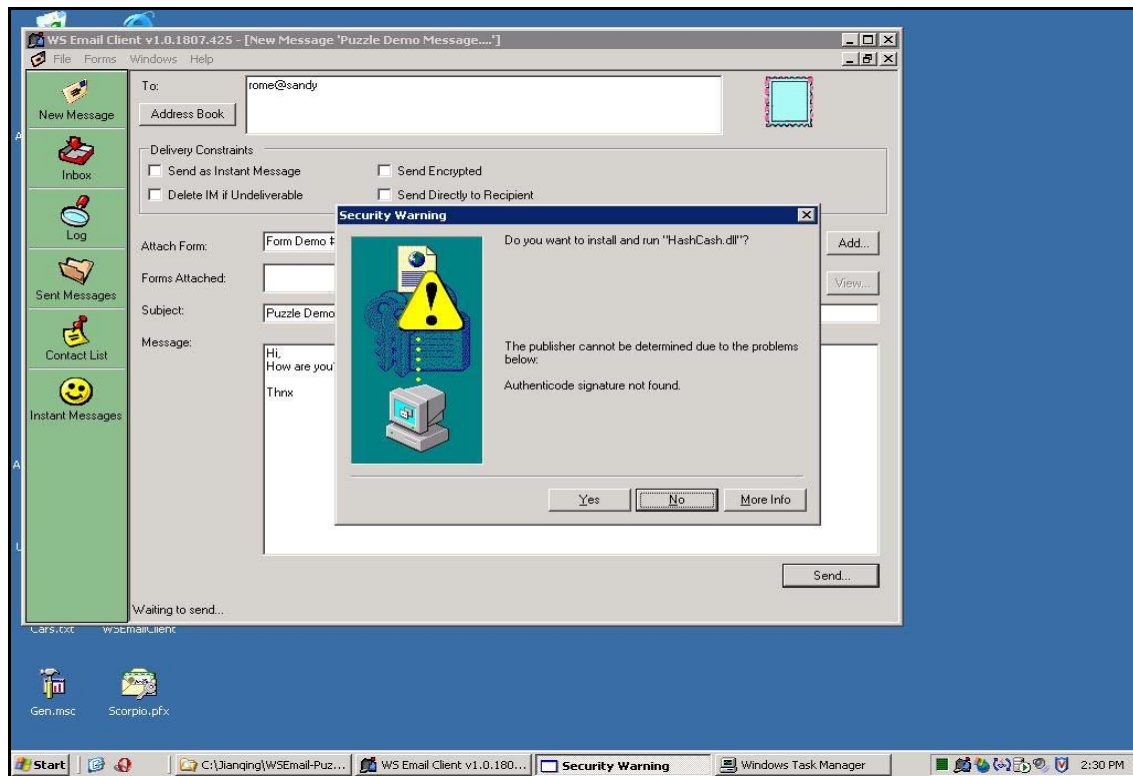 WS Email Client v1.0.1807.425 - [New Message 'Puzzle Demo Message....']
File Forms Windows Help
New Message
Inbox
Log
Sent Messages
Contact List
Instant Messages
To:
rome@sandy
Address Book
Delivery Constraints
Send as Instant Message
Send Encrypted
Delete IM if Undeliverable
Send Directly to Recipient
Attach Form:
Form Demo
Add...
Forms Attached:
View...
Subject:
Puzzle Demo
Message:
Hi,
How are you
Thnx
Security Warning
Do you want to install and run "HashCash.dll"?
The publisher cannot be determined due to the problems
below:
Authenticode signature not found.
Yes
No
More Info
Send...
Waiting to send...
Cars.txt
WSEmailClient
Gen.msc
Scorpio.pfx
Start
C:\Jianqing\WSEmail-Puz...
WS Email Client v1.0.180...
Security Warning
Windows Task Manager
2:30 PM